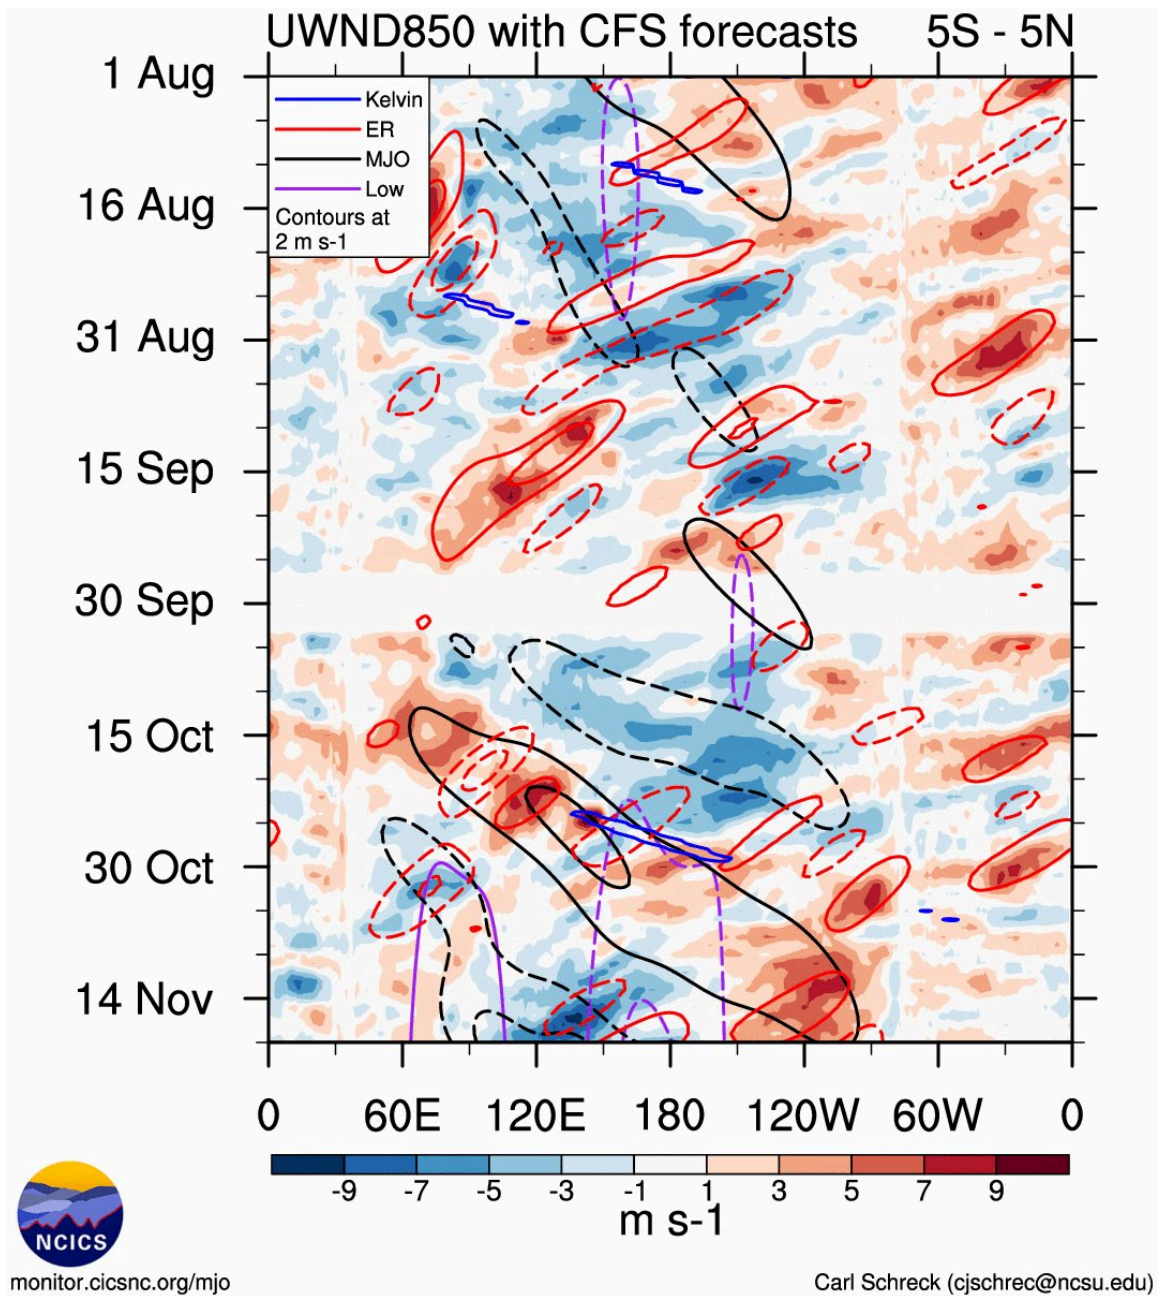 UWND850 with CFS forecasts 5S - 5N
1 Aug
Kelvin
ER
MJO
Low
Contours at
2 m s-1
16 Aug
31 Aug
15 Sep
30 Sep
15 Oct
30 Oct
14 Nov
0 60E 120E 180 120W 60W 0
-9 -7 -5 -3 -1 1 3 5 7 9
m s-1
NCICS
monitor.cicsnc.org/mjo Carl Schreck (cjschrec@ncsu.edu)